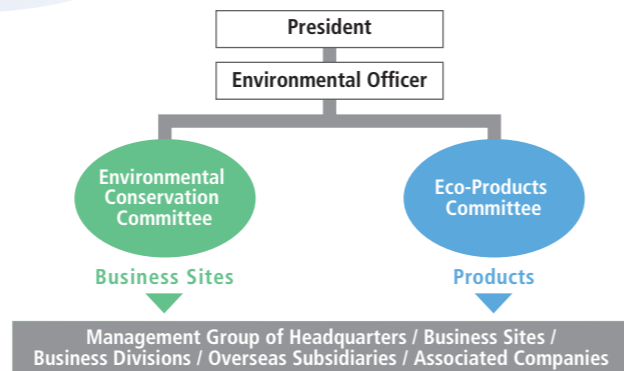 President
Environmental Officer
Environmental
Conservation
Committee
Eco-Products
Committee
Business Sites
Products
Management Group of Headquarters / Business Sites /
Business Divisions / Overseas Subsidiaries / Associated Companies